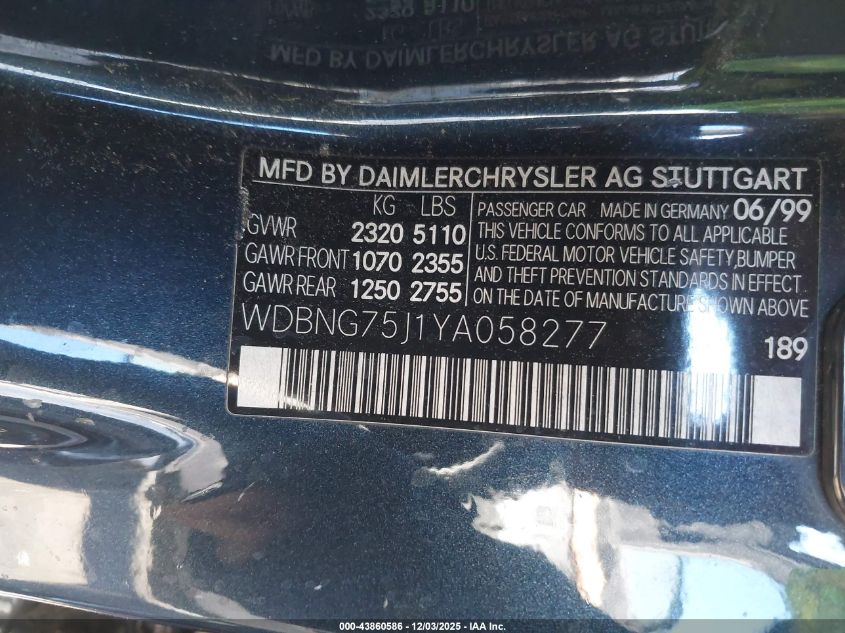 MFD BY DAIMLERCHRYSLER AG STUTTGART
KG LBS
GVWR 2320 5110
GAWR FRONT 1070 2355
GAWR REAR 1250 2755
PASSENGER CAR MADE IN GERMANY 06/99
THIS VEHICLE CONFORMS TO ALL APPLICABLE
U.S. FEDERAL MOTOR VEHICLE SAFETY, BUMPER
AND THEFT PREVENTION STANDARDS IN EFFECT
ON THE DATE OF MANUFACTURE SHOWN ABOVE
WDBNG75J1YA058277
189
000-43860586 - 12/03/2025 - IAA Inc.